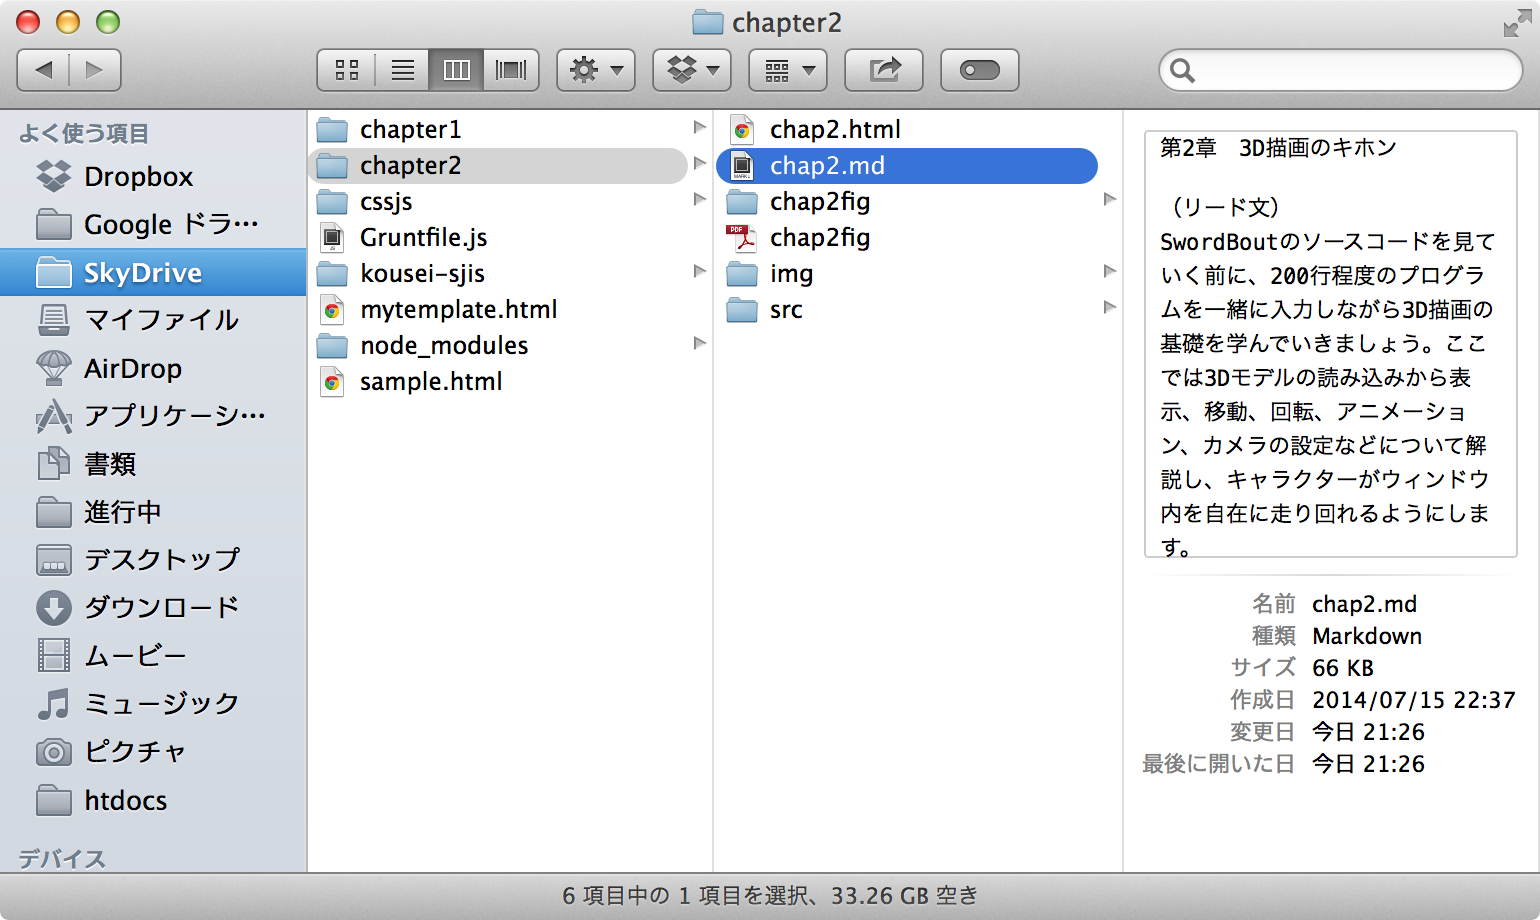 chapter2
よく使う項目
Dropbox
Google ドラ…
SkyDrive
マイファイル
AirDrop
アプリケーシ…
書類
進行中
デスクトップ
ダウンロード
ムービー
ミュージック
ピクチャ
htdocs
デバイス
chapter1
chapter2
cssjs
Gruntfile.js
kousei-sjis
mytemplate.html
node_modules
sample.html
chap2.html
chap2.md
chap2fig
chap2fig
img
src
第2章　3D描画のキホン
（リード文）
SwordBoutのソースコードを見て
いく前に、200行程度のプログラ
ムを一緒に入力しながら3D描画の
基礎を学んでいきましょう。ここ
では3Dモデルの読み込みから表
示、移動、回転、アニメーショ
ン、カメラの設定などについて解
説し、キャラクターがウィンドウ
内を自在に走り回れるようにしま
す。
名前 chap2.md
種類 Markdown
サイズ 66 KB
作成日 2014/07/15 22:37
変更日 今日 21:26
最後に開いた日 今日 21:26
6 項目中の 1 項目を選択、33.26 GB 空き